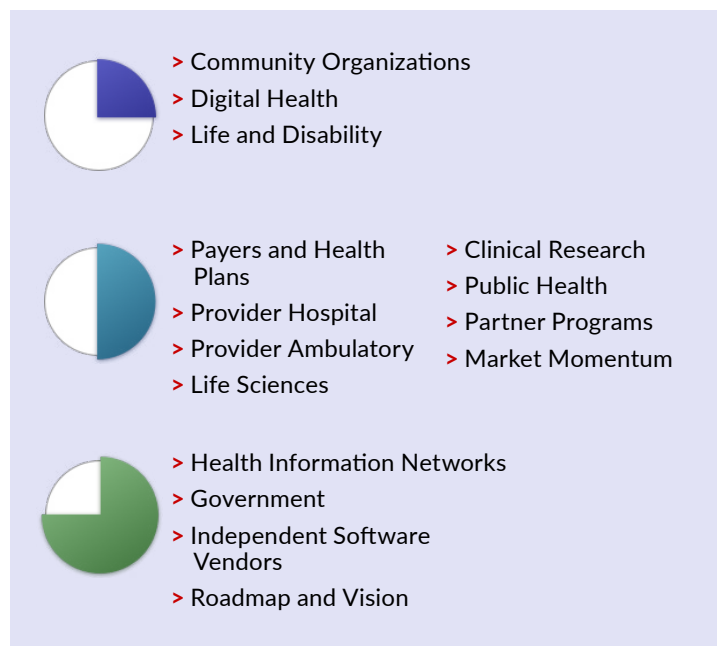 > Community Organizations
> Digital Health
> Life and Disability
> Payers and Health
Plans
> Provider Hospital
> Provider Ambulatory
> Life Sciences
> Clinical Research
> Public Health
> Partner Programs
> Market Momentum
> Health Information Networks
> Government
> Independent Software
Vendors
> Roadmap and Vision